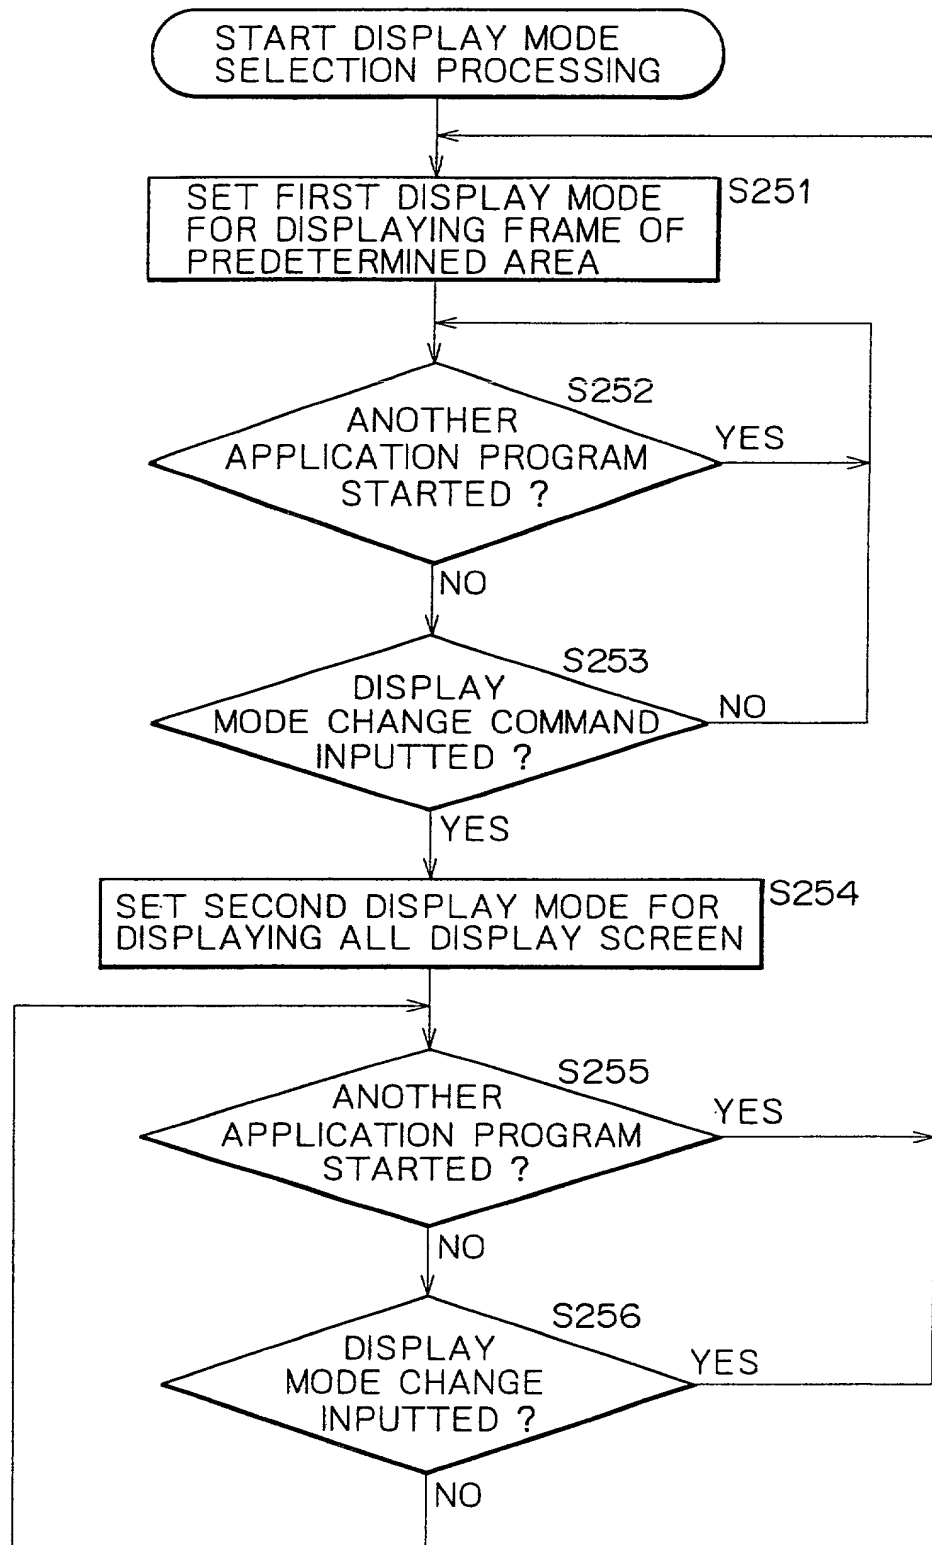 START DISPLAY MODE
SELECTION PROCESSING
S251
SET FIRST DISPLAY MODE
FOR DISPLAYING FRAME OF
PREDETERMINED AREA
S252
ANOTHER
APPLICATION PROGRAM
STARTED ?
YES
NO
S253
DISPLAY
MODE CHANGE COMMAND
INPUTTED ?
NO
YES
S254
SET SECOND DISPLAY MODE FOR
DISPLAYING ALL DISPLAY SCREEN
S255
ANOTHER
APPLICATION PROGRAM
STARTED ?
YES
NO
S256
DISPLAY
MODE CHANGE
INPUTTED ?
YES
NO